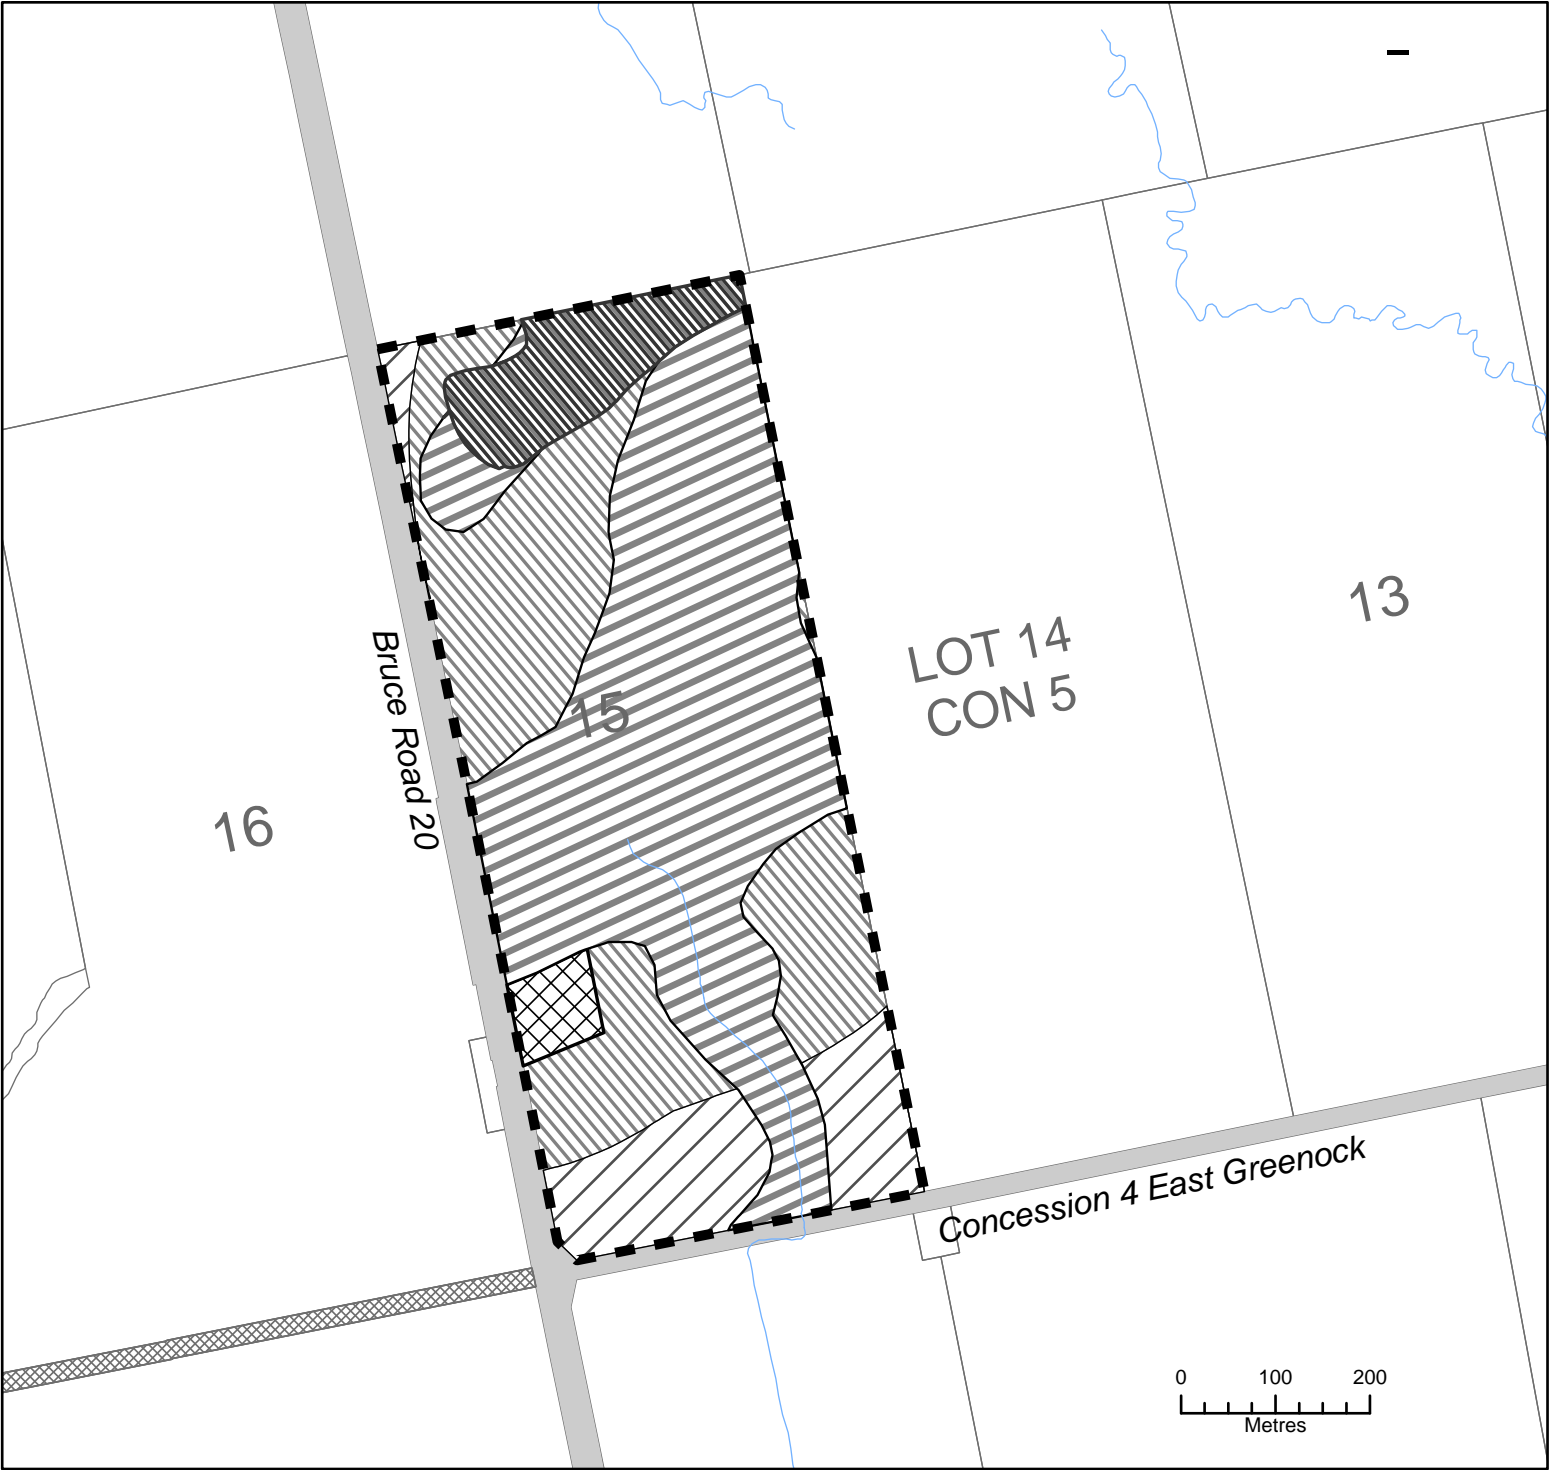 13
LOT 14
CON 5
15
16
Bruce Road 20
Concession 4 East Greenock
0 100 200
Metres